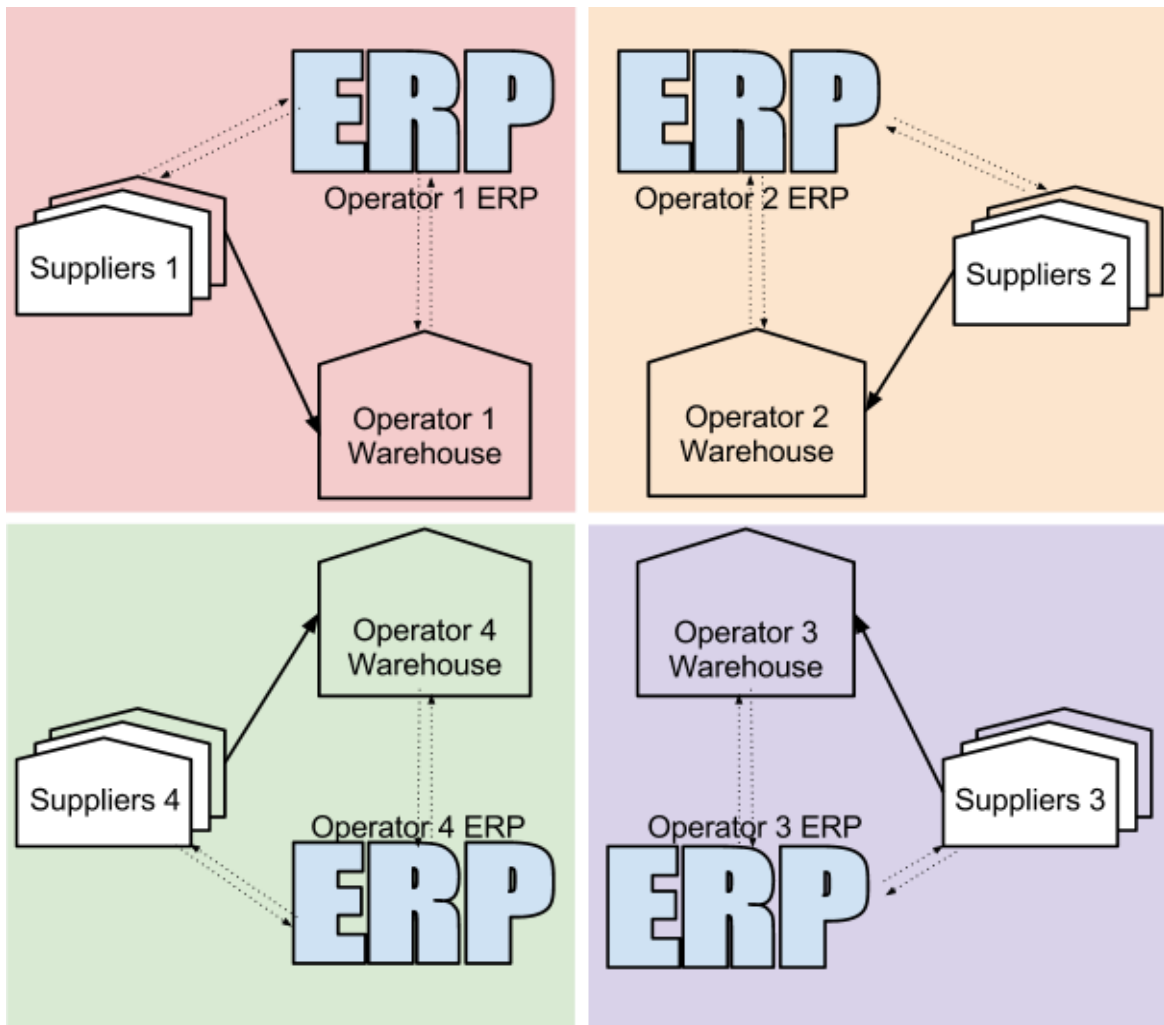 ERP
Operator 1 ERP
Suppliers 1
Operator 1
Warehouse
ERP
Operator 2 ERP
Suppliers 2
Operator 2
Warehouse
Operator 4
Warehouse
Suppliers 4
Operator 4 ERP
ERP
Operator 3
Warehouse
Suppliers 3
Operator 3 ERP
ERP